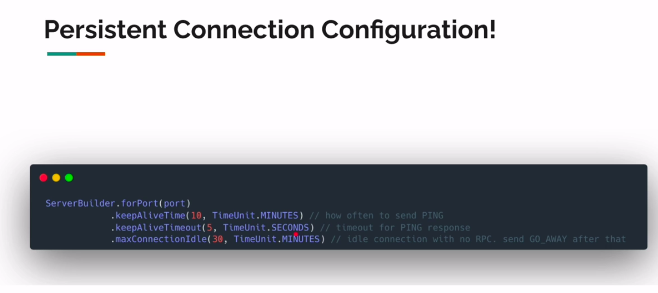 Persistent Connection Configuration!
ServerBuilder.forPort(port)
.keepAliveTime(10, TimeUnit.MINUTES) // how often to send PING
.keepAliveTimeout(5, TimeUnit.SECONDS) // timeout for PING response
.maxConnectionIdle(30, TimeUnit.MINUTES) // idle connection with no RPC. send GO_AWAY after that